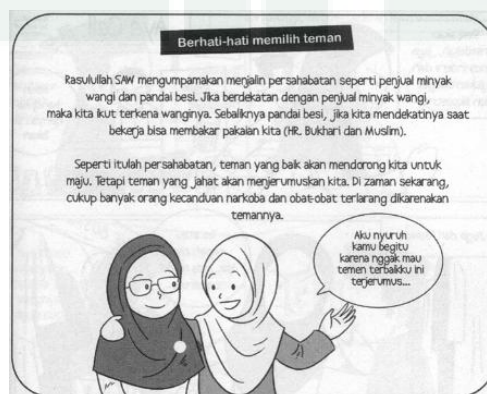 Berhati-hati memilih teman
Rasulullah SAW mengumpamakan menjalin persahabatan seperti penjual minyak
wangi dan pandai besi. Jika berdekatan dengan penjual minyak wangi,
maka kita ikut terkena wanginya. Sebaliknya pandai besi, jika kita mendekatinya saat
bekerja bisa membakar pakaian kita (HR. Bukhari dan Muslim).
Seperti itulah persahabatan, teman yang baik akan mendorong kita untuk
maju. Tetapi teman yang jahat akan menjerumuskan kita. Di zaman sekarang,
cukup banyak orang kecanduan narkoba dan obat-obat terlarang dikarenakan
temannya.
Aku nyuruh
kamu begitu
karena nggak mau
temen terbaikku ini
terjerumus...